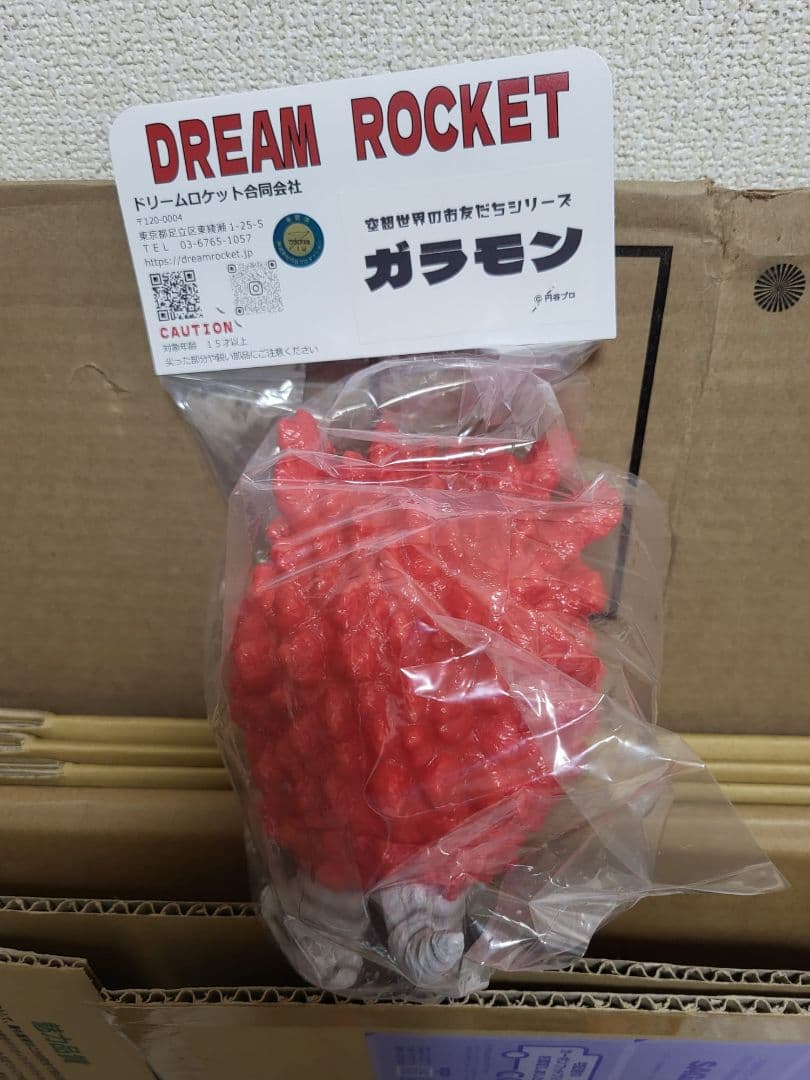 DREAM ROCKET
ドリームロケット合同会社
〒120-0004
東京都足立区東綾瀬1-25-5
TEL 03-6765-1057
https://dreamrocket.jp
空想世界のお友だちシリーズ
ガラモン
© 円谷プロ
CAUTION
対象年齢 15才以上
尖った部分や鋭い部品にご注意ください